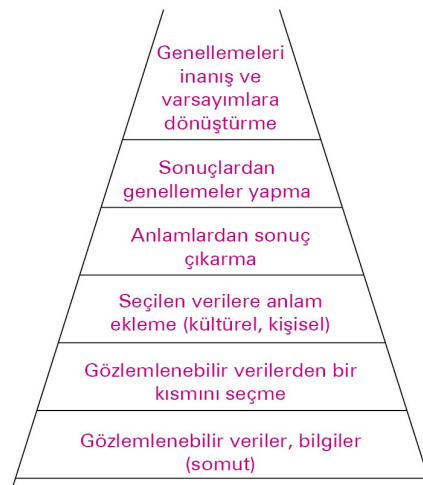 Genellemeleri
inanış ve
varsayımlara
dönüştürme
Sonuçlardan
genellemeler yapma
Anlamlardan sonuç
çıkarma
Seçilen verilere anlam
ekleme (kültürel, kişisel)
Gözlemlenebilir verilerden bir
kısmını seçme
Gözlemlenebilir veriler, bilgiler
(somut)